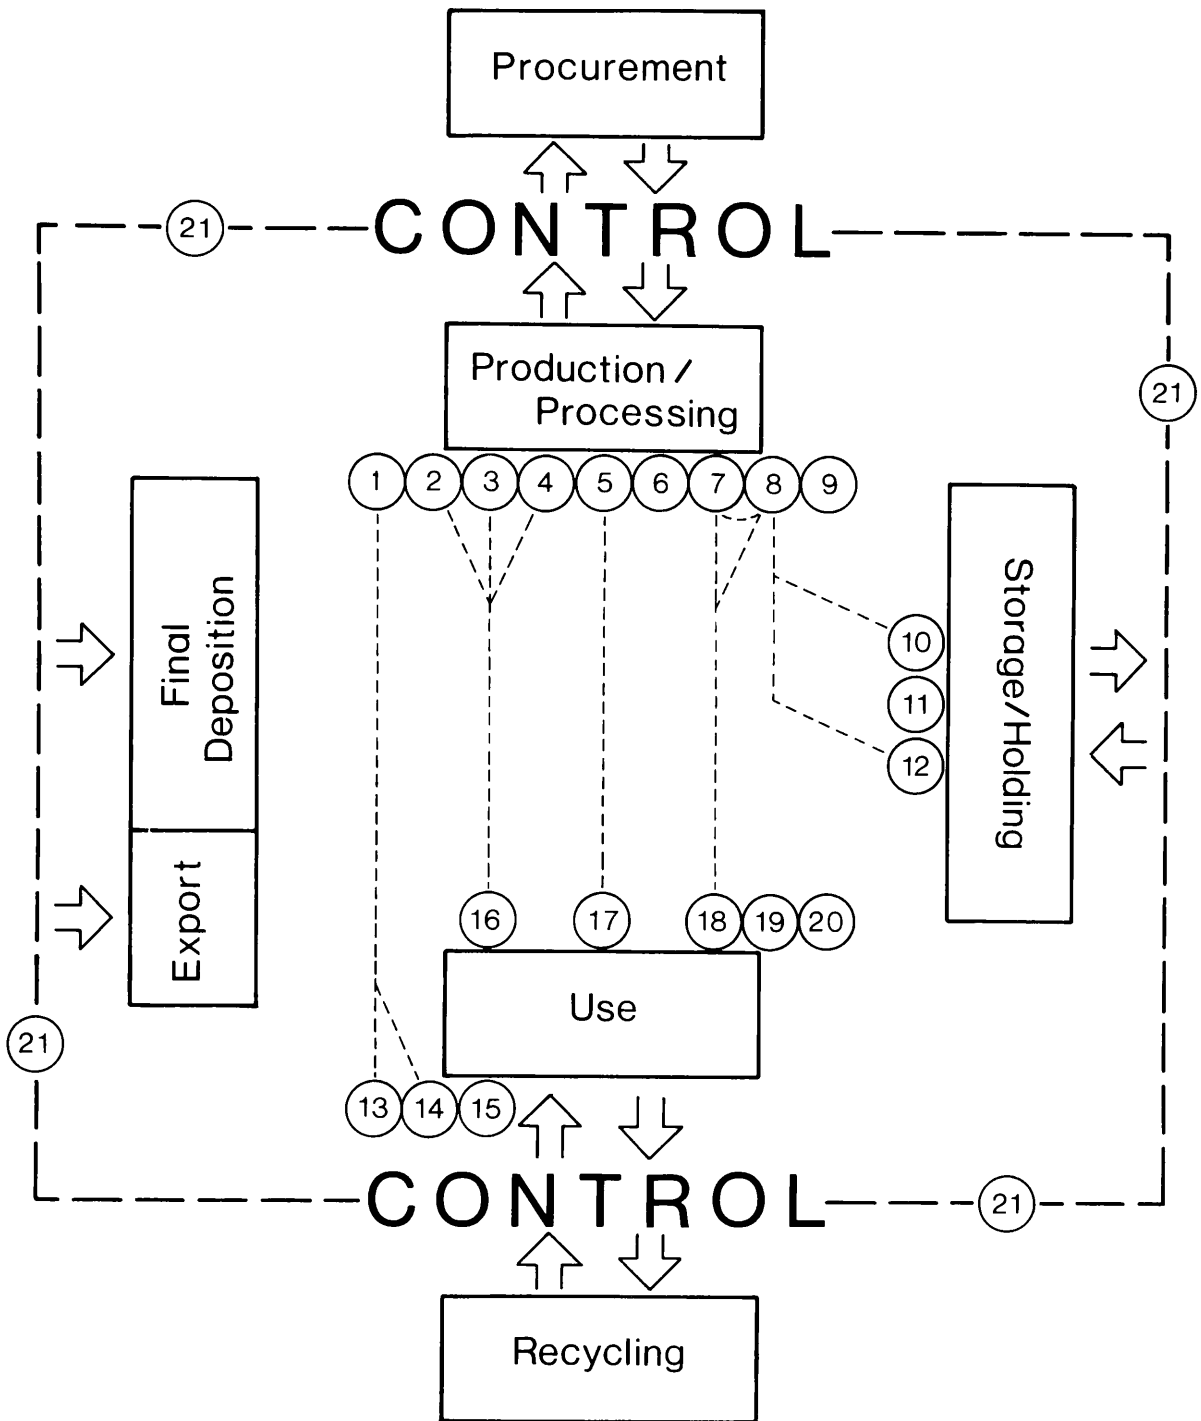 Procurement
21 CONTROL
21
Production /
Processing
1 2 3 4 5 6 7 8 9
Final
Deposition
Export
Storage/Holding
10
11
12
16 17 18 19 20
Use
21
13 14 15
CONTROL 21
Recycling